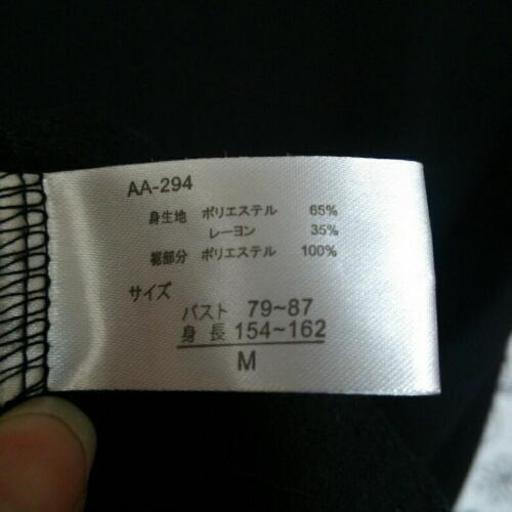 AA-294
身生地 ポリエステル 65%
レーヨン 35%
裾部分 ポリエステル 100%
サイズ
バスト 79~87
身長 154~162
M